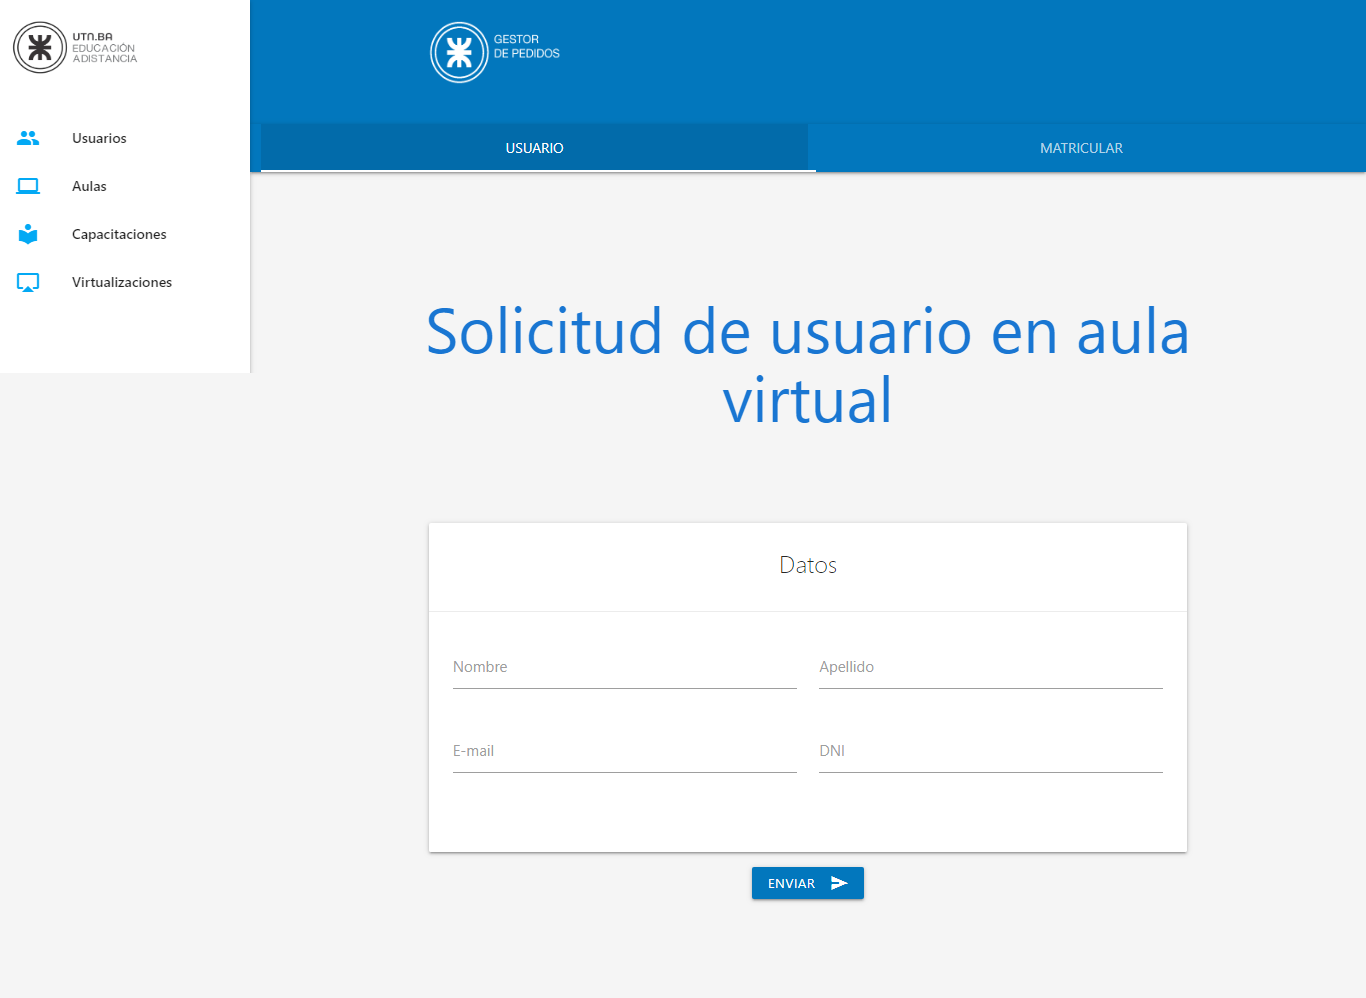 UTN.BA
EDUCACIÓN
ADISTANCIA
Usuarios
Aulas
Capacitaciones
Virtualizaciones
GESTOR
DE PEDIDOS
USUARIO
MATRICULAR
Solicitud de usuario en aula
virtual
Datos
Nombre
Apellido
E-mail
DNI
ENVIAR